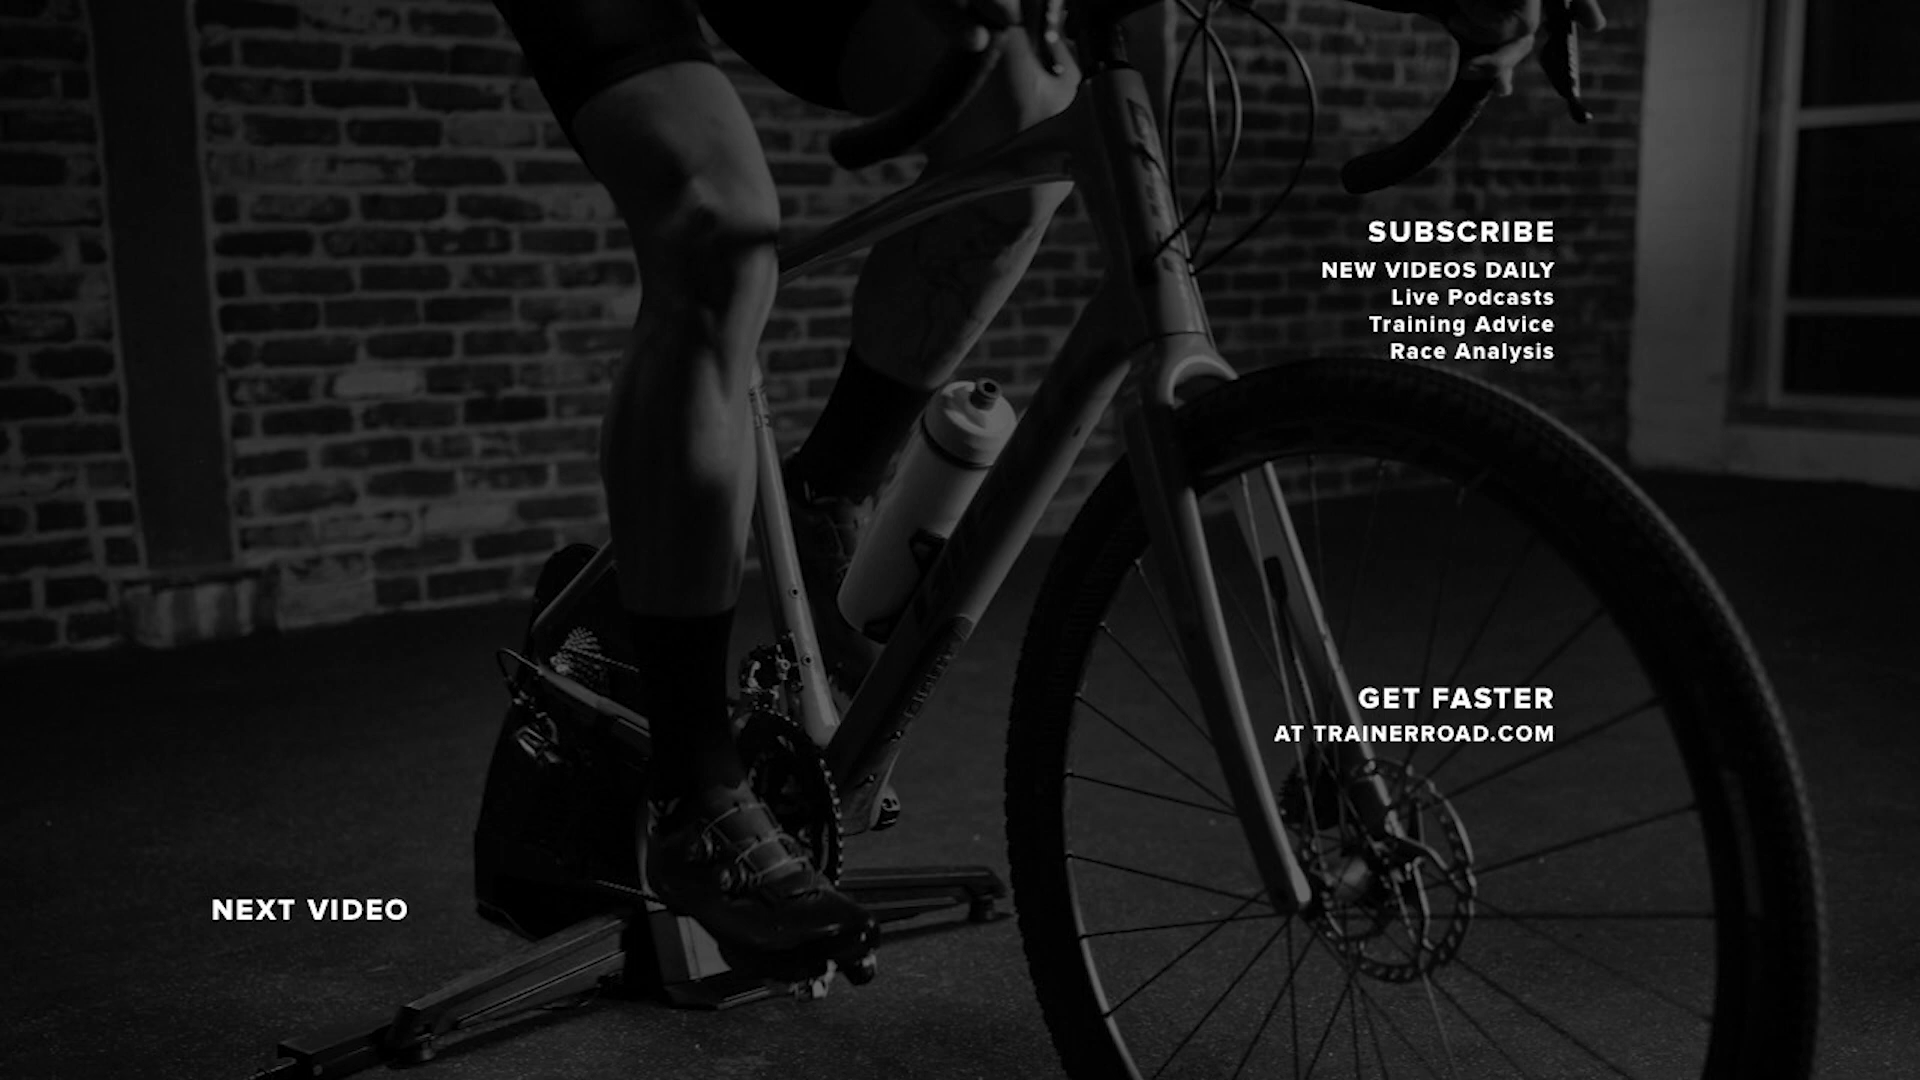 SUBSCRIBE
NEW VIDEOS DAILY
Live Podcasts
Training Advice
Race Analysis
GET FASTER
AT TRAINERROAD.COM
NEXT VIDEO